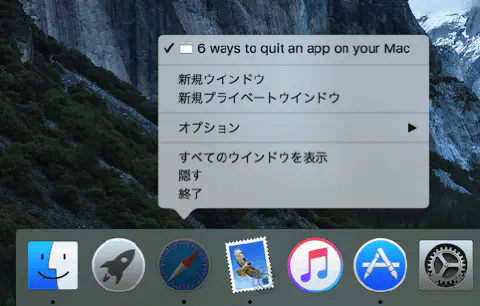 ✓ 6 ways to quit an app on your Mac
新規ウインドウ
新規プライベートウインドウ
オプション ▶
すべてのウインドウを表示
隠す
終了